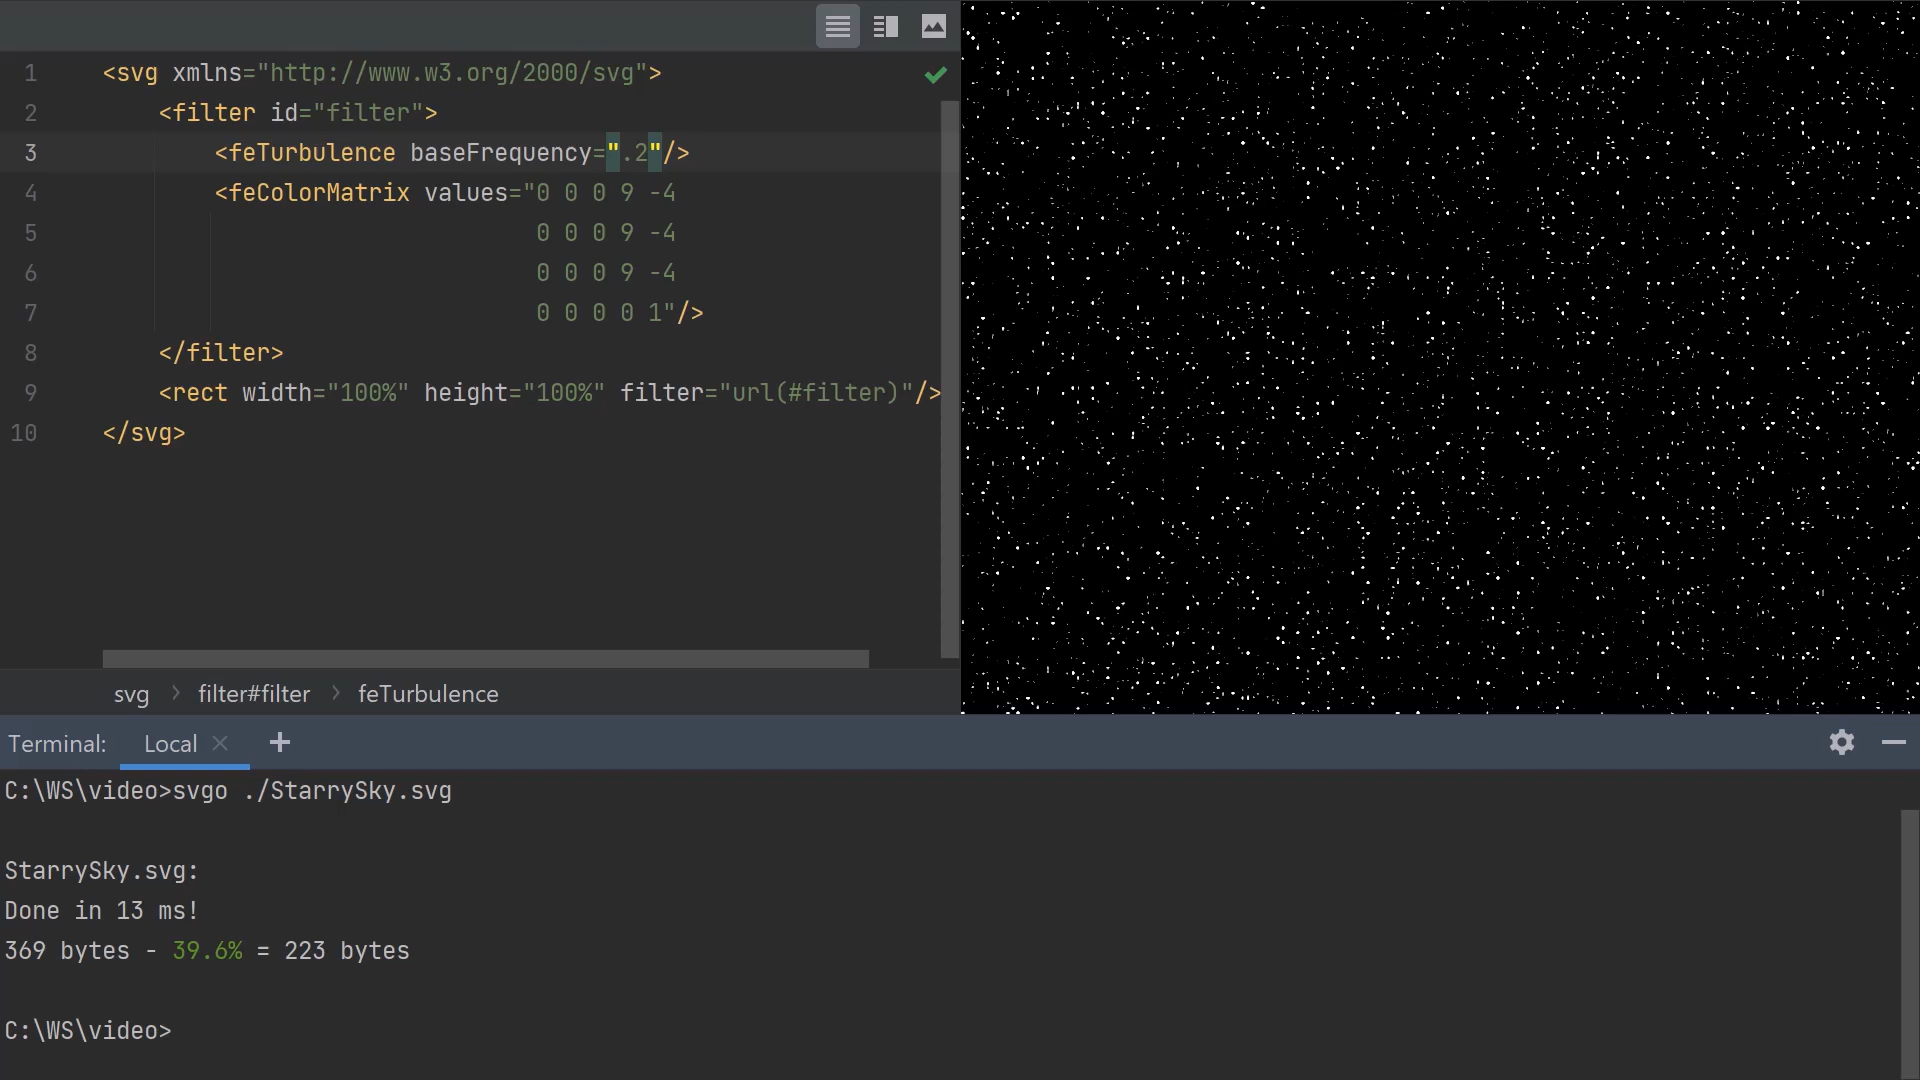 1 <svg xmlns="http://www.w3.org/2000/svg">
2 <filter id="filter">
3 <feTurbulence baseFrequency=".2"/>
4 <feColorMatrix values="0 0 0 9 -4
5 0 0 0 9 -4
6 0 0 0 9 -4
7 0 0 0 0 1"/>
8 </filter>
9 <rect width="100%" height="100%" filter="url(#filter)"/>
10 </svg>
svg > filter#filter > feTurbulence
Terminal: Local × +
C:\WS\video>svgo ./StarrySky.svg
StarrySky.svg:
Done in 13 ms!
369 bytes - 39.6% = 223 bytes
C:\WS\video>